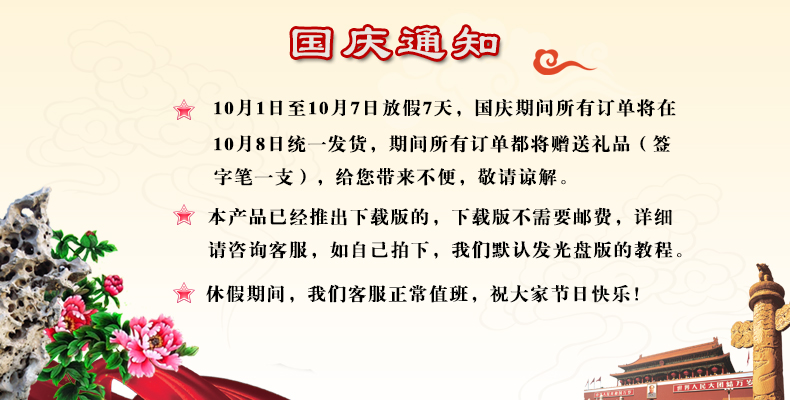 国庆通知
10月1日至10月7日放假7天，国庆期间所有订单将在
10月8日统一发货，期间所有订单都将赠送礼品（签
字笔一支），给您带来不便，敬请谅解。
本产品已经推出下载版的，下载版不需要邮费，详细
请咨询客服，如自己拍下，我们默认发光盘版的教程。
休假期间，我们客服正常值班，祝大家节日快乐！
世界人民大团结万岁